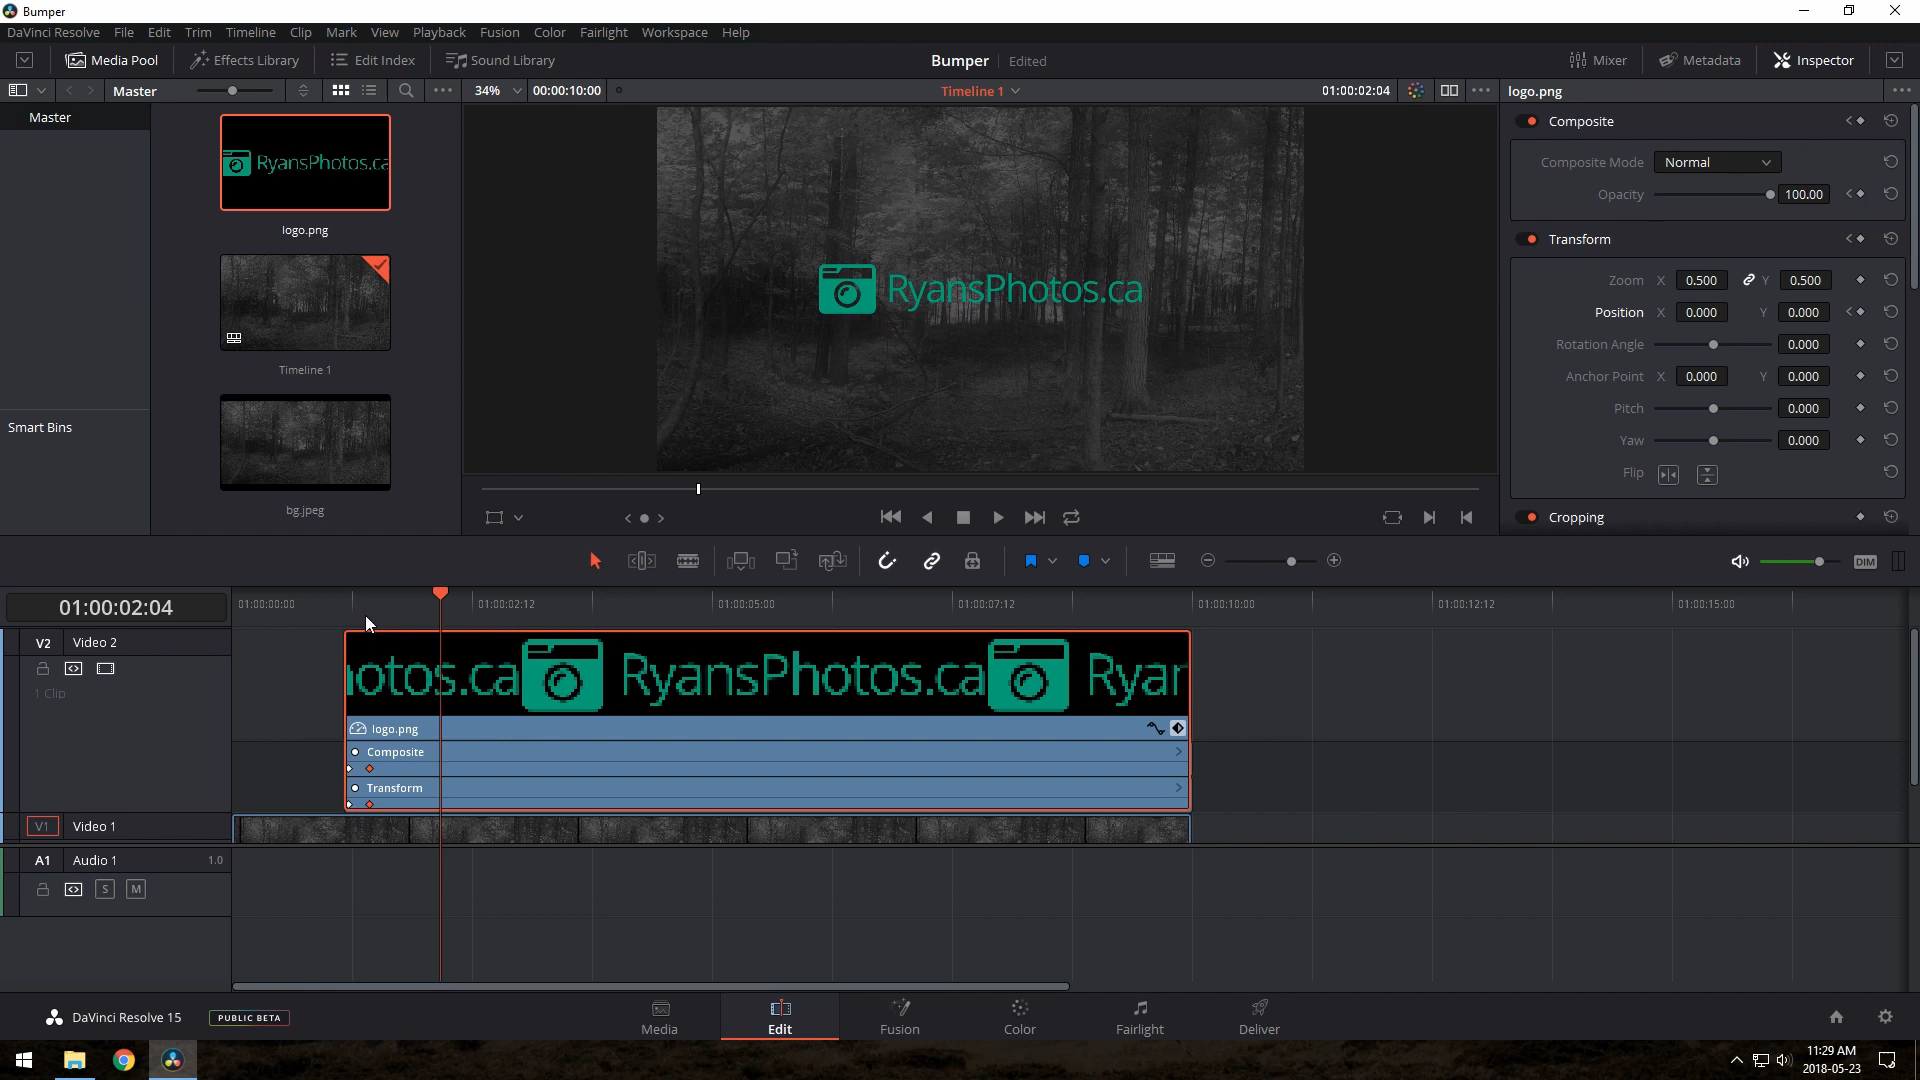 Bumper
DaVinci Resolve File Edit Trim Timeline Clip Mark View Playback Fusion Color Fairlight Workspace Help
Media Pool Effects Library Edit Index Sound Library Bumper Edited Mixer Metadata Inspector
Master 34% 00:00:10:00 Timeline 1 01:00:02:04 logo.png
Master
RyansPhotos.ca
logo.png
Timeline 1
bg.jpeg
Smart Bins
RyansPhotos.ca
Composite
Composite Mode Normal
Opacity 100.00
Transform
Zoom X 0.500 Y 0.500
Position X 0.000 Y 0.000
Rotation Angle 0.000
Anchor Point X 0.000 Y 0.000
Pitch 0.000
Yaw 0.000
Flip
Cropping
DIM
01:00:02:04 01:00:00:00 01:00:02:12 01:00:05:00 01:00:07:12 01:00:10:00 01:00:12:12 01:00:15:00
V2 Video 2
1 Clip
otos.ca RyansPhotos.ca Ryan
logo.png
Composite
Transform
V1 Video 1
A1 Audio 1 1.0
S M
DaVinci Resolve 15 PUBLIC BETA
Media Edit Fusion Color Fairlight Deliver
11:29 AM
2018-05-23